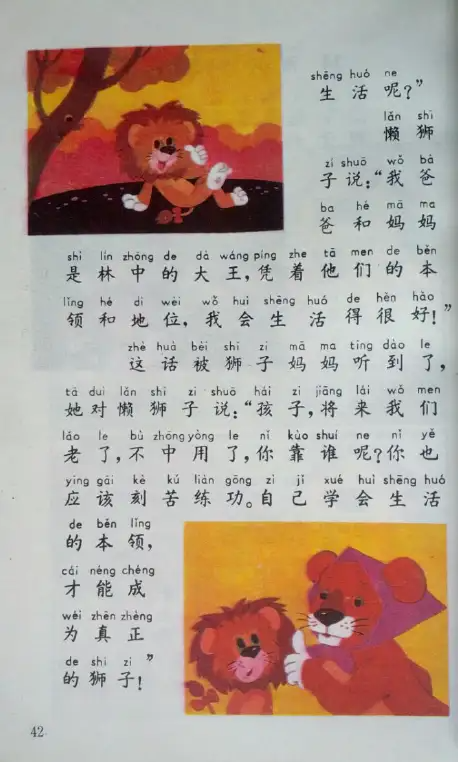 shēng huó ne
生活呢?”
lǎn shī
懒狮
zi shuō wǒ bà
子说:“我爸
ba hé mā ma
爸和妈妈
shì lín zhōng de dà wáng píng zhe tā men de běn
是林中的大王,凭着他们的本
lǐng hé dì wèi wǒ huì shēng huó de hěn hǎo
领和地位,我会生活得很好!”
zhè huà bèi shī zi mā ma tīng dào le
这话被狮子妈妈听到了,
tā duì lǎn shī zi shuō hái zi jiāng lái wǒ men
她对懒狮子说:“孩子,将来我们
lǎo le bù zhōng yòng le nǐ kào shuí ne nǐ yě
老了,不中用了,你靠谁呢?你也
yīng gāi kè kǔ liàn gōng zì jǐ xué huì shēng huó
应该刻苦练功。自己学会生活
de běn lǐng
的本领,
cái néng chéng
才能成
wéi zhēn zhèng
为真正
de shī zi
的狮子!”
42